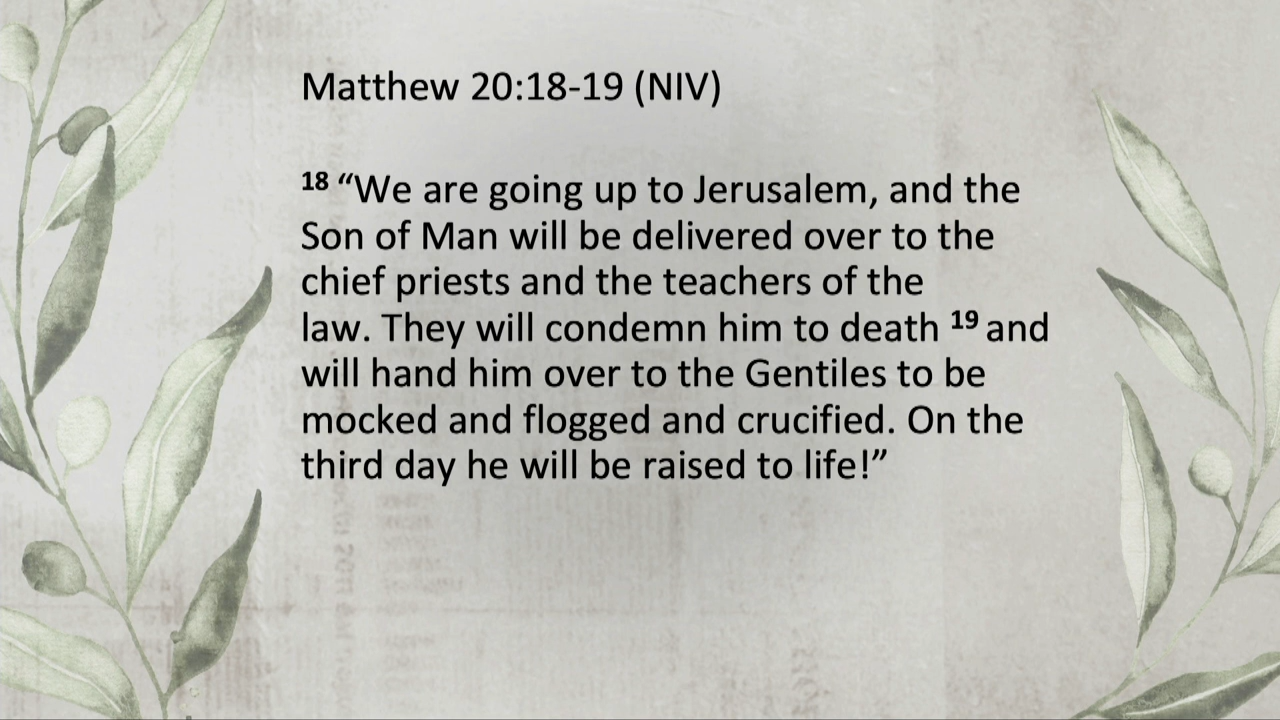 Matthew 20:18-19 (NIV)
18 “We are going up to Jerusalem, and the
Son of Man will be delivered over to the
chief priests and the teachers of the
law. They will condemn him to death 19 and
will hand him over to the Gentiles to be
mocked and flogged and crucified. On the
third day he will be raised to life!”